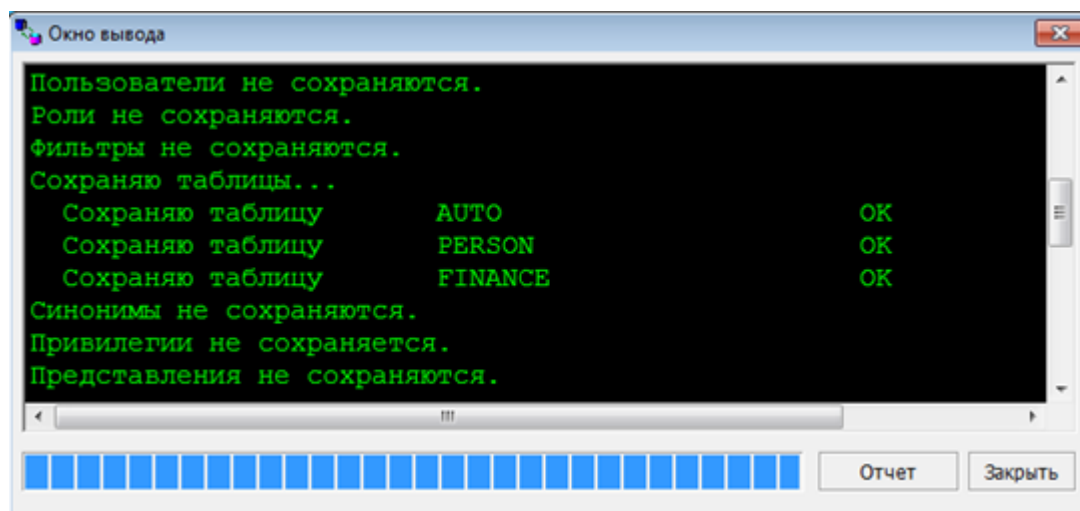 Окно вывода
Пользователи не сохраняются.
Роли не сохраняются.
Фильтры не сохраняются.
Сохраняю таблицы...
Сохраняю таблицу AUTO OK
Сохраняю таблицу PERSON OK
Сохраняю таблицу FINANCE OK
Синонимы не сохраняются.
Привилегии не сохраняется.
Представления не сохраняются.
Отчет Закрыть